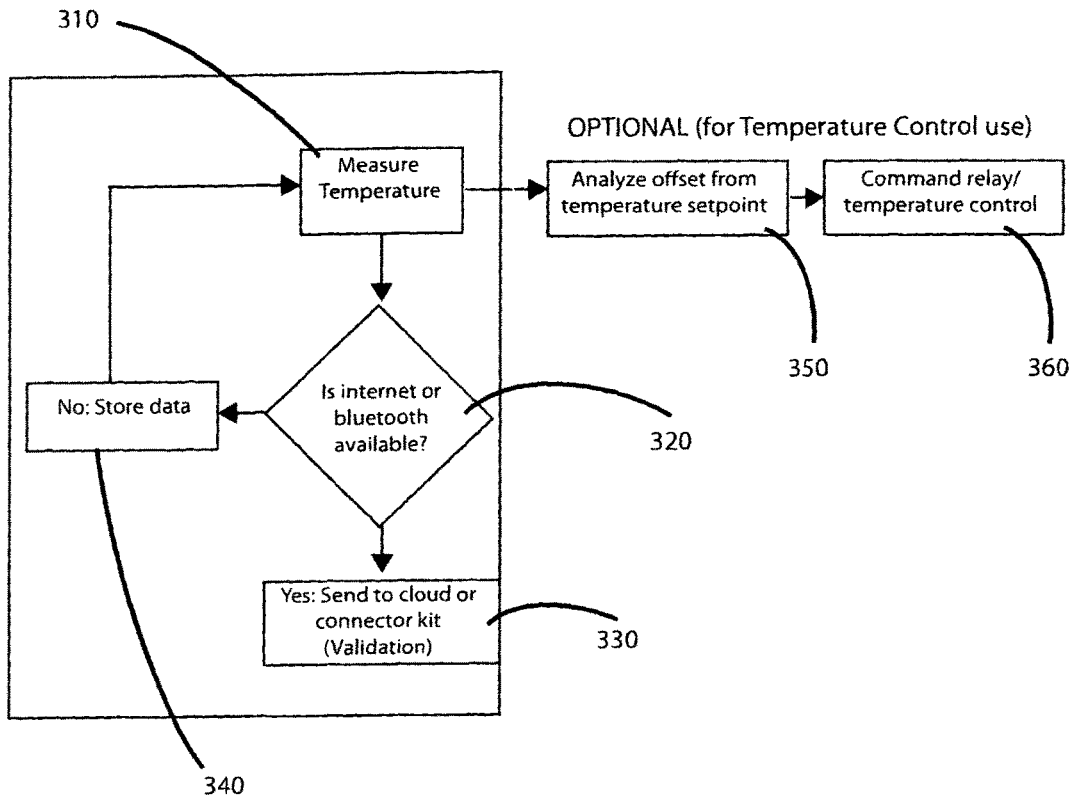 310
OPTIONAL (for Temperature Control use)
Measure
Temperature
Analyze offset from
temperature setpoint
Command relay/
temperature control
350
360
No: Store data
Is internet or
bluetooth
available?
320
Yes: Send to cloud or
connector kit
(Validation)
330
340